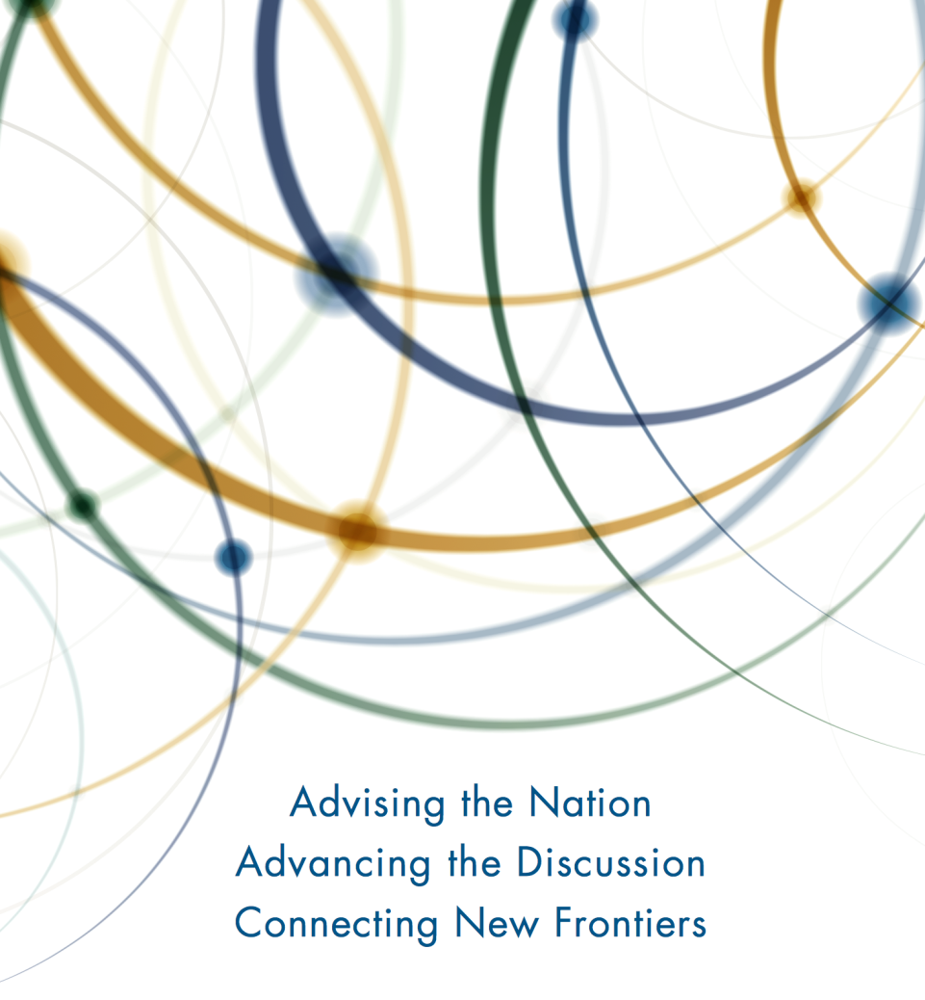 Advising the Nation
Advancing the Discussion
Connecting New Frontiers